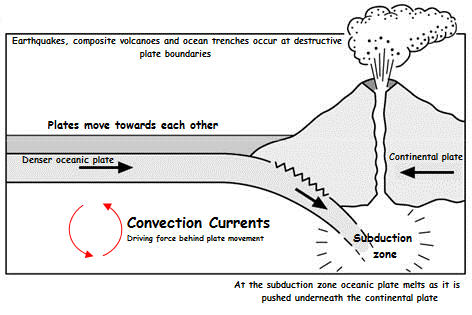 Earthquakes, composite volcanoes and ocean trenches occur at destructive
plate boundaries
Plates move towards each other
Denser oceanic plate
Continental plate
Convection Currents
Driving force behind plate movement
Subduction
zone
At the subduction zone oceanic plate melts as it is
pushed underneath the continental plate